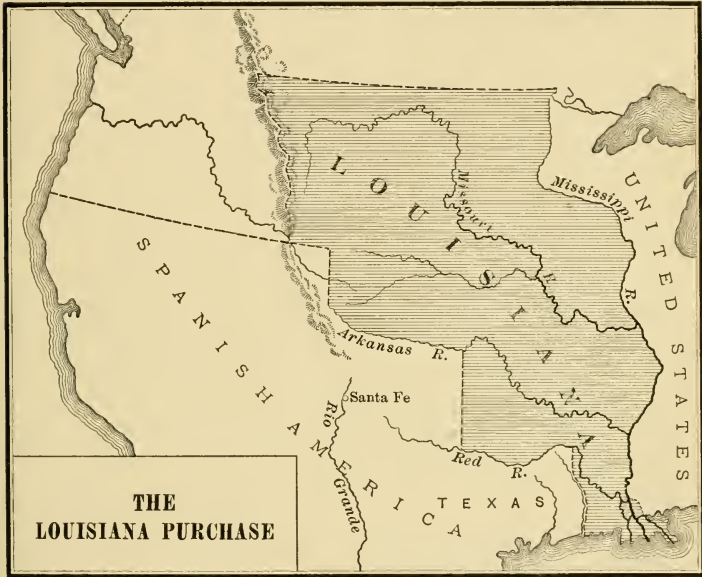 LOUISIANA
Missouri R.
Mississippi R.
UNITED STATES
SPANISH AMERICA
Arkansas R.
Santa Fe
Rio Grande
Red R.
TEXAS
THE
LOUISIANA PURCHASE